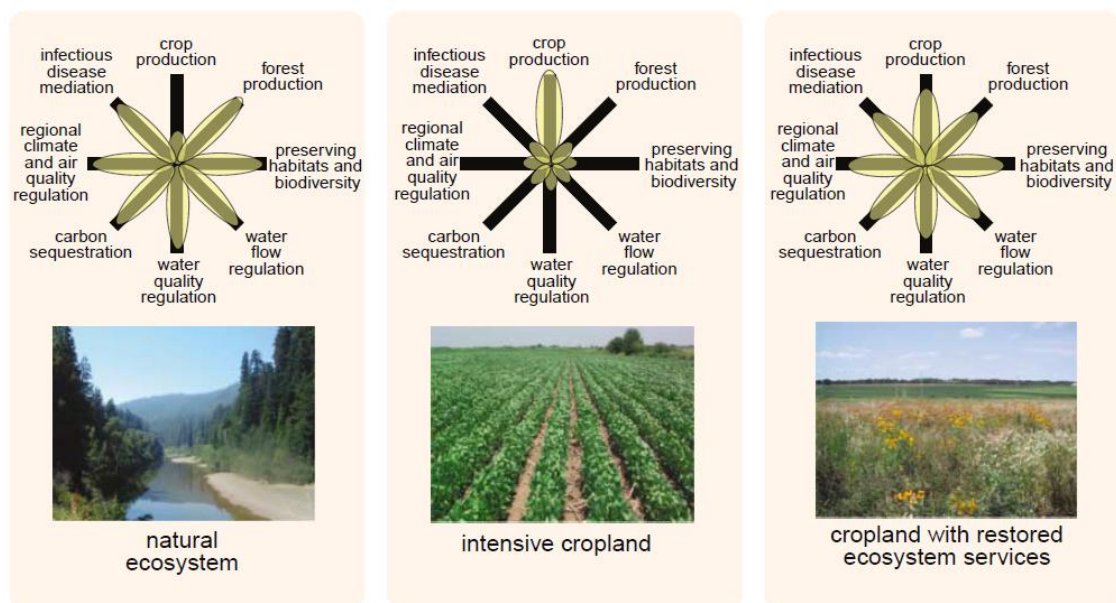 crop
production
infectious
disease
mediation
forest
production
regional
climate
and air
quality
regulation
preserving
habitats and
biodiversity
carbon
sequestration
water
flow
regulation
water
quality
regulation
natural
ecosystem
crop
production
infectious
disease
mediation
forest
production
regional
climate
and air
quality
regulation
preserving
habitats and
biodiversity
carbon
sequestration
water
flow
regulation
water
quality
regulation
intensive cropland
crop
production
infectious
disease
mediation
forest
production
regional
climate
and air
quality
regulation
preserving
habitats and
biodiversity
carbon
sequestration
water
flow
regulation
water
quality
regulation
cropland with restored
ecosystem services